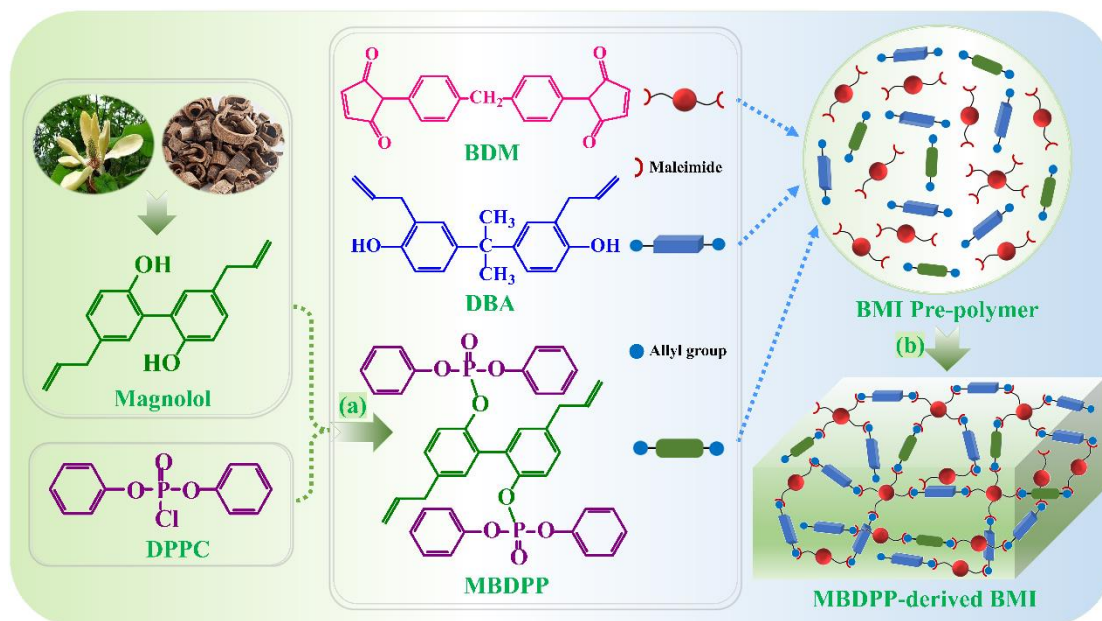 OH
HO
Magnolol
O
O
P
O
Cl
DPPC
(a)
O
O
CH2
O
O
BDM
CH3
HO
C
OH
CH3
DBA
O
O
P
O
O
O
O
P
O
O
MBDPP
Maleimide
Allyl group
BMI Pre-polymer
(b)
MBDPP-derived BMI